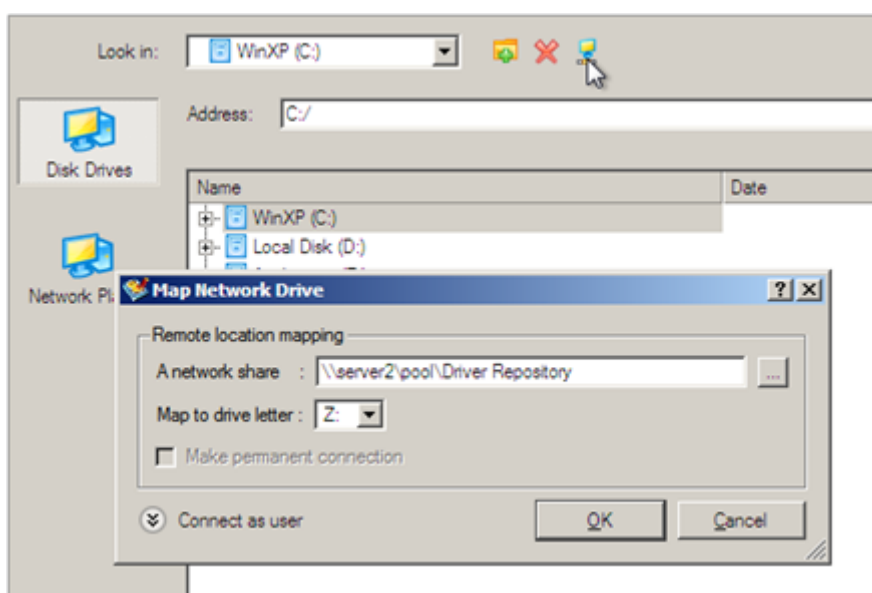 Look in: WinXP (C:)
Address: C:/
Disk Drives
Name Date
WinXP (C:)
Local Disk (D:)
Network
Map Network Drive
Remote location mapping
A network share : \\server2\pool\Driver Repository ...
Map to drive letter : Z:
Make permanent connection
Connect as user OK Cancel